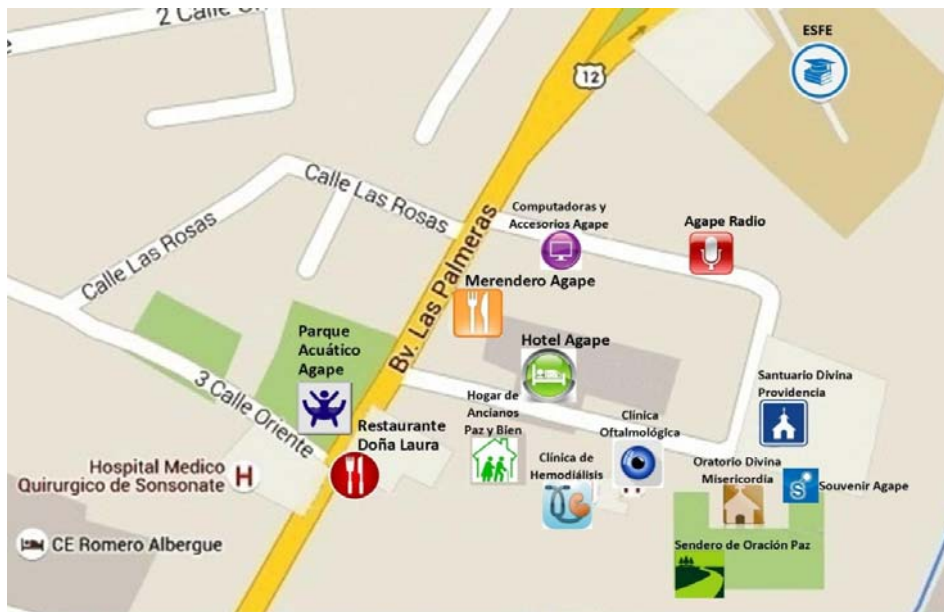 2 Calle
ESFE
12
Calle Las Rosas
Computadoras y
Accesorios Agape
Agape Radio
Calle Las Rosas
Bv. Las Palmeras
Merendero Agape
Parque
Acuático
Agape
Hotel Agape
Santuario Divina
Providencia
3 Calle Oriente
Hogar de
Ancianos
Paz y Bien
Clínica
Oftalmológica
Restaurante
Doña Laura
Clínica de
Hemodiálisis
Oratorio Divina
Misericordia
Hospital Medico
Quirurgico de Sonsonate
H
S
Souvenir Agape
CE Romero Albergue
Sendero de Oración Paz